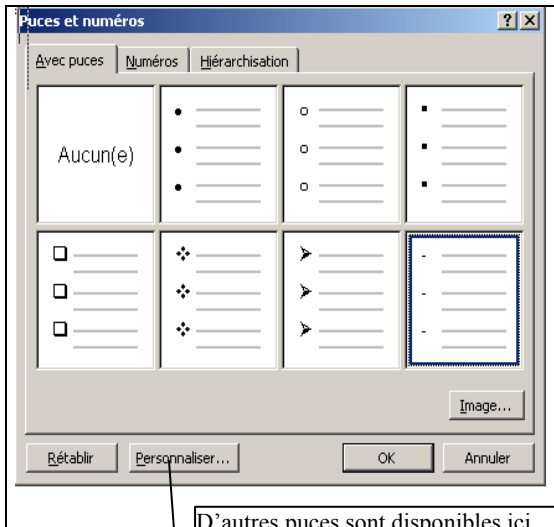 Puces et numéros
Avec puces Numéros Hiérarchisation
Aucun(e)
Image...
Rétablir Personnaliser... OK Annuler
D'autres puces sont disponibles ici